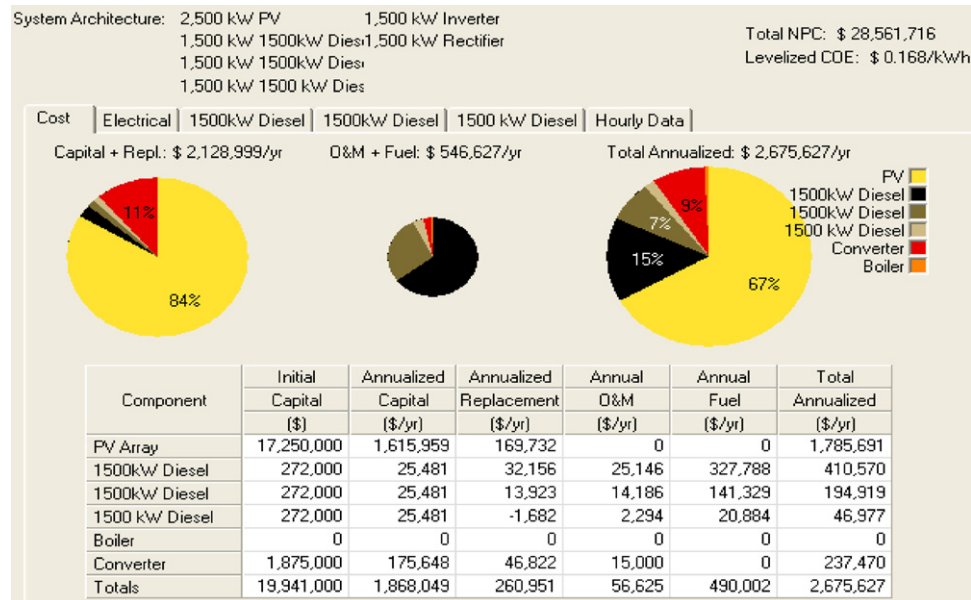 System Architecture: 2,500 kW PV 1,500 kW Inverter
1,500 kW 1500kW Dies 1,500 kW Rectifier
1,500 kW 1500kW Dies
1,500 kW 1500 kW Dies
Total NPC: $ 28,561,716
Levelized COE: $ 0.168/kWh
Cost Electrical 1500kW Diesel 1500kW Diesel 1500 kW Diesel Hourly Data
Capital + Repl.: $ 2,128,999/yr O&M + Fuel: $ 546,627/yr Total Annualized: $ 2,675,627/yr
11%
84%
9%
7%
15%
67%
PV
1500kW Diesel
1500kW Diesel
1500 kW Diesel
Converter
Boiler
Component Initial Annualized Annualized Annual Annual Total
Capital Capital Replacement O&M Fuel Annualized
($) ($/yr) ($/yr) ($/yr) ($/yr) ($/yr)
PV Array 17,250,000 1,615,959 169,732 0 0 1,785,691
1500kW Diesel 272,000 25,481 32,156 25,146 327,788 410,570
1500kW Diesel 272,000 25,481 13,923 14,186 141,329 194,919
1500 kW Diesel 272,000 25,481 -1,682 2,294 20,884 46,977
Boiler 0 0 0 0 0 0
Converter 1,875,000 175,648 46,822 15,000 0 237,470
Totals 19,941,000 1,868,049 260,951 56,625 490,002 2,675,627